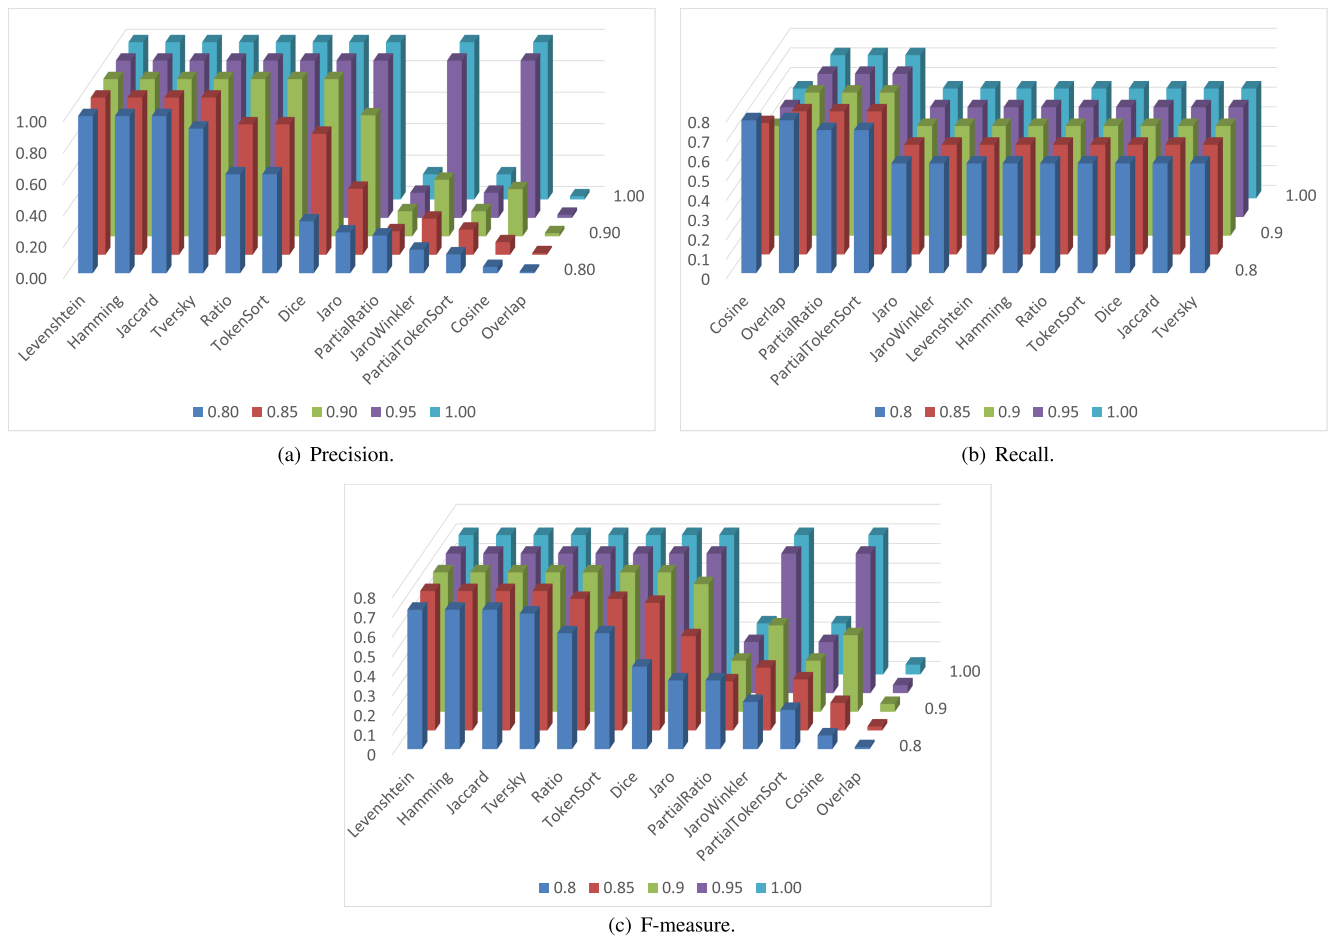 1.00
0.80
0.60
0.40
0.20
0.00
1.00
0.90
0.80
Levenshtein
Hamming
Jaccard
Tversky
Ratio
TokenSort
Dice
Jaro
PartialRatio
JaroWinkler
PartialTokenSort
Cosine
Overlap
0.80 0.85 0.90 0.95 1.00
(a) Precision.
0.8
0.7
0.6
0.5
0.4
0.3
0.2
0.1
0
1.00
0.9
0.8
Cosine
Overlap
PartialRatio
PartialTokenSort
Jaro
JaroWinkler
Levenshtein
Hamming
Ratio
TokenSort
Dice
Jaccard
Tversky
0.8 0.85 0.9 0.95 1.00
(b) Recall.
0.8
0.7
0.6
0.5
0.4
0.3
0.2
0.1
0
1.00
0.9
0.8
Levenshtein
Hamming
Jaccard
Tversky
Ratio
TokenSort
Dice
Jaro
PartialRatio
JaroWinkler
PartialTokenSort
Cosine
Overlap
0.8 0.85 0.9 0.95 1.00
(c) F-measure.